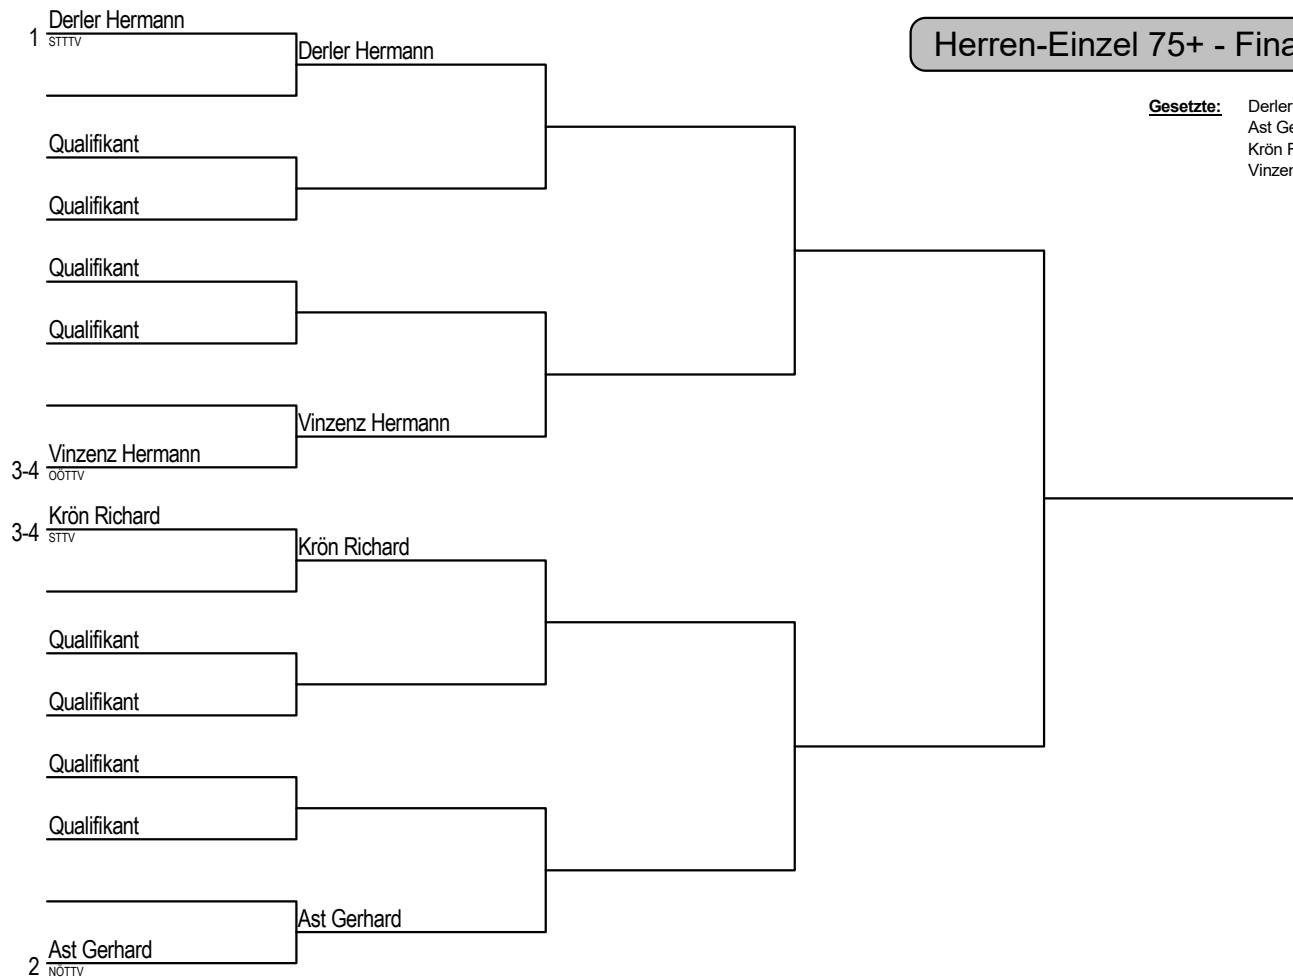 Herren-Einzel 75+ - Fina
Gesetzte: Derler
Ast Ge
Krön F
Vinzer
1 Derler Hermann
STTTV
Derler Hermann
Qualifikant
Qualifikant
Qualifikant
Qualifikant
Vinzenz Hermann
3-4 Vinzenz Hermann
OÖTTV
3-4 Krön Richard
STTV
Krön Richard
Qualifikant
Qualifikant
Qualifikant
Qualifikant
Ast Gerhard
2 Ast Gerhard
NÖTTV